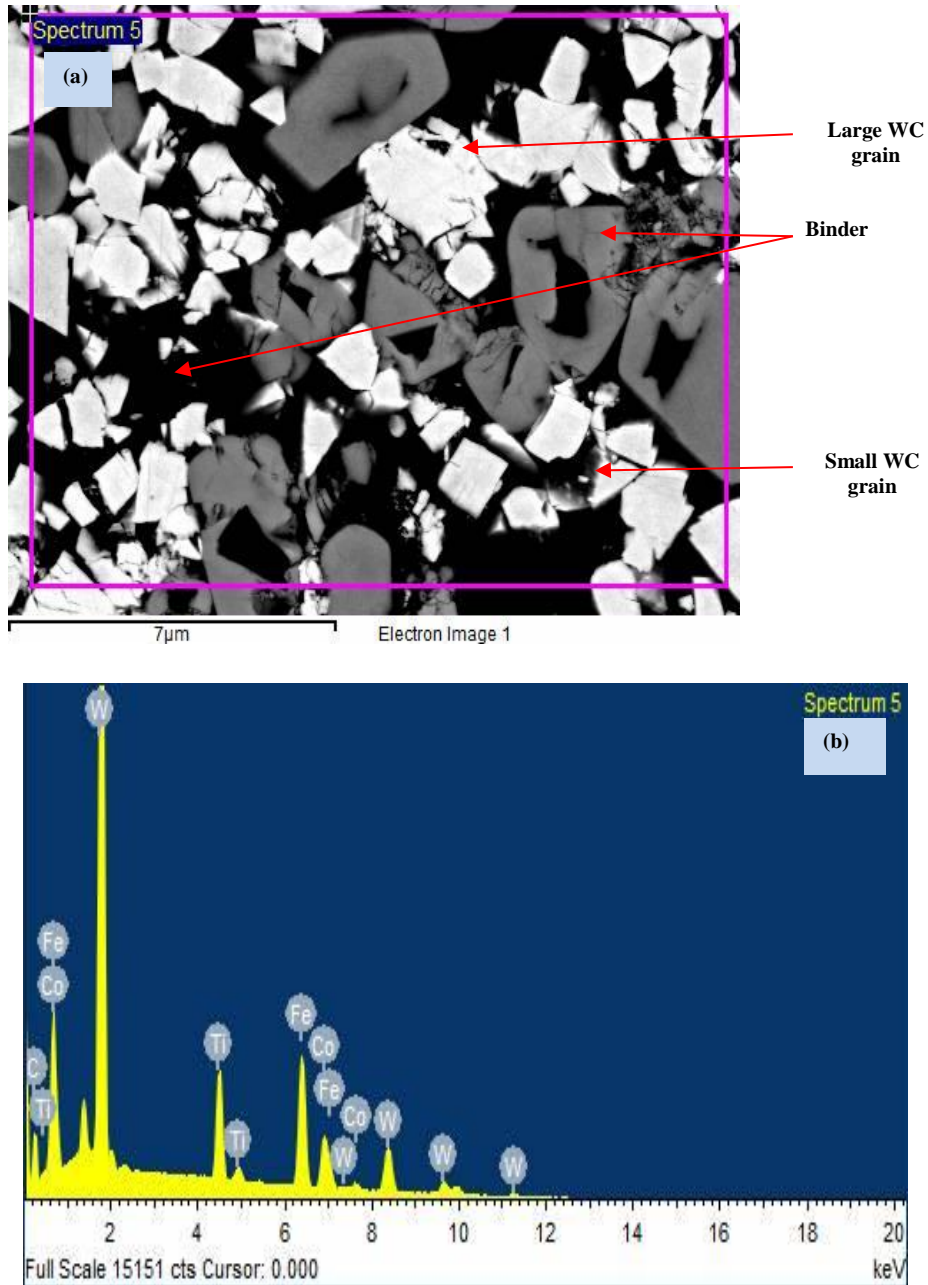 Spectrum 5
(a)
Large WC
grain
Binder
Small WC
grain
7µm
Electron Image 1
Spectrum 5
(b)
W
Fe
Co
C
Ti
Ti
Ti
Fe
Co
Fe
Co
W
W
W
W
2 4 6 8 10 12 14 16 18 20
Full Scale 15151 cts Cursor: 0.000
keV